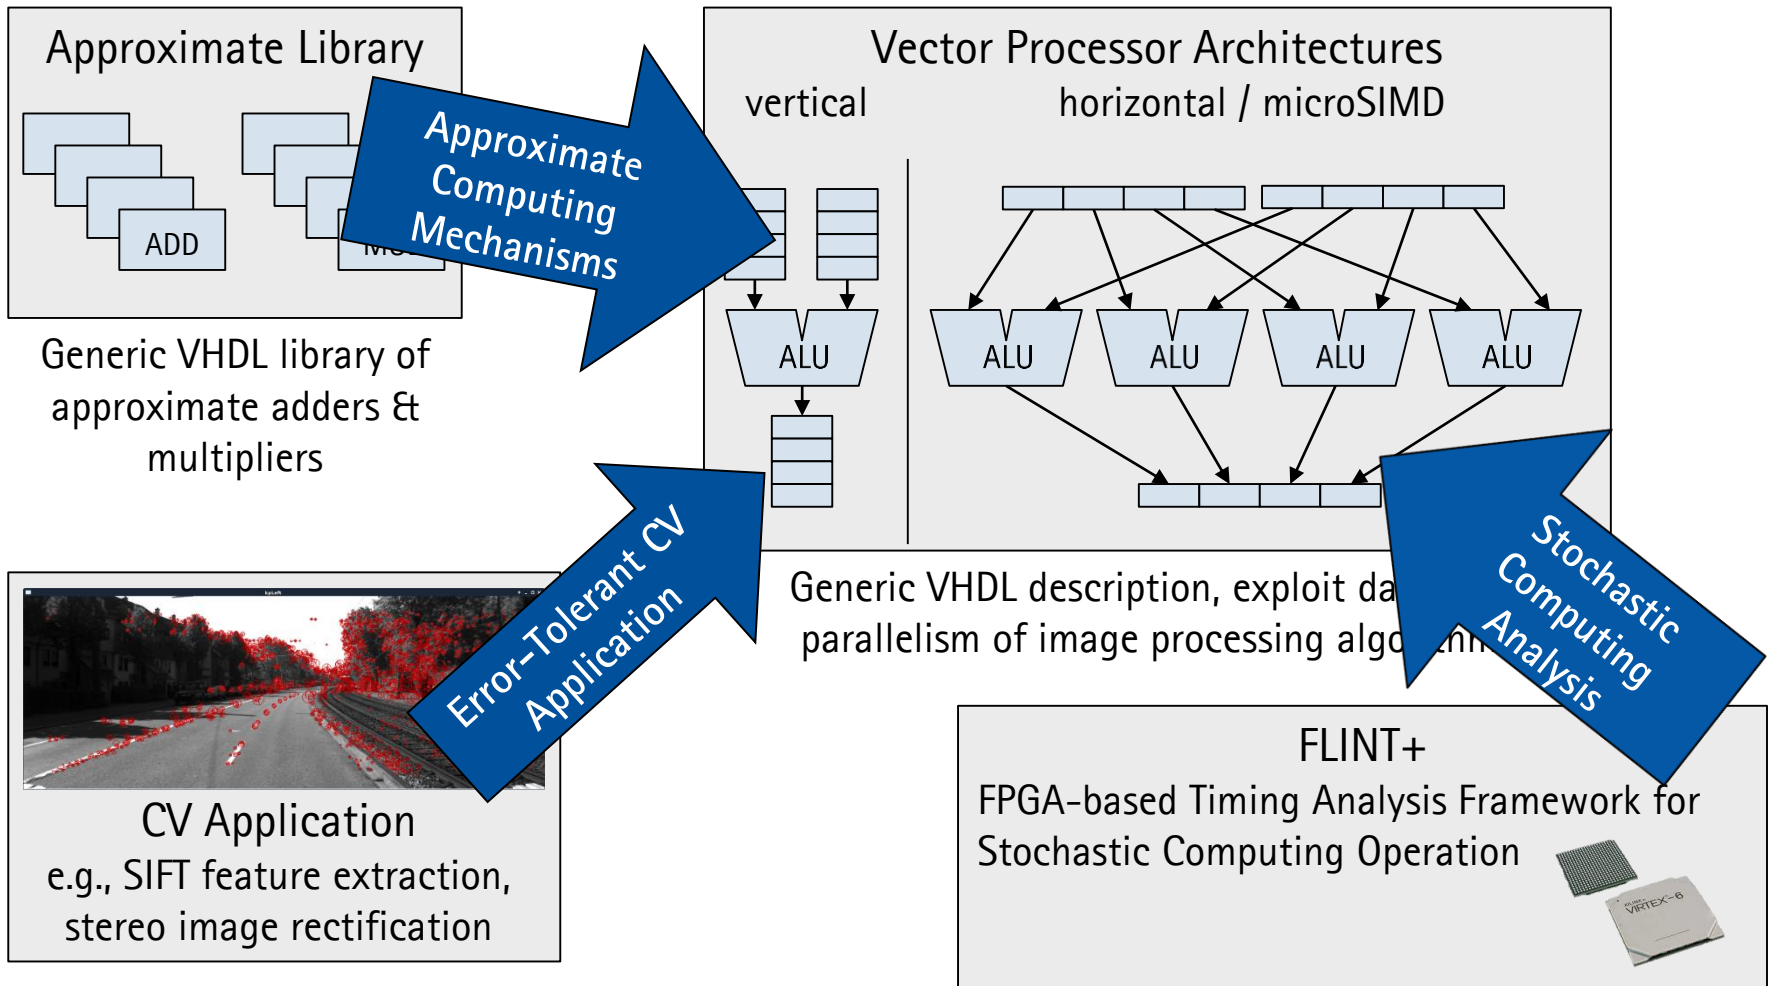 Approximate Library
ADD
Approximate
Computing
Mechanisms
Generic VHDL library of
approximate adders &
multipliers
Vector Processor Architectures
vertical
horizontal / microSIMD
ALU
ALU
ALU
ALU
ALU
Generic VHDL description, exploit
parallelism of image processing
Error-Tolerant CV
Application
Stochastic
Computing
Analysis
CV Application
e.g., SIFT feature extraction,
stereo image rectification
FLINT+
FPGA-based Timing Analysis Framework for
Stochastic Computing Operation
XILINX
VIRTEX-6